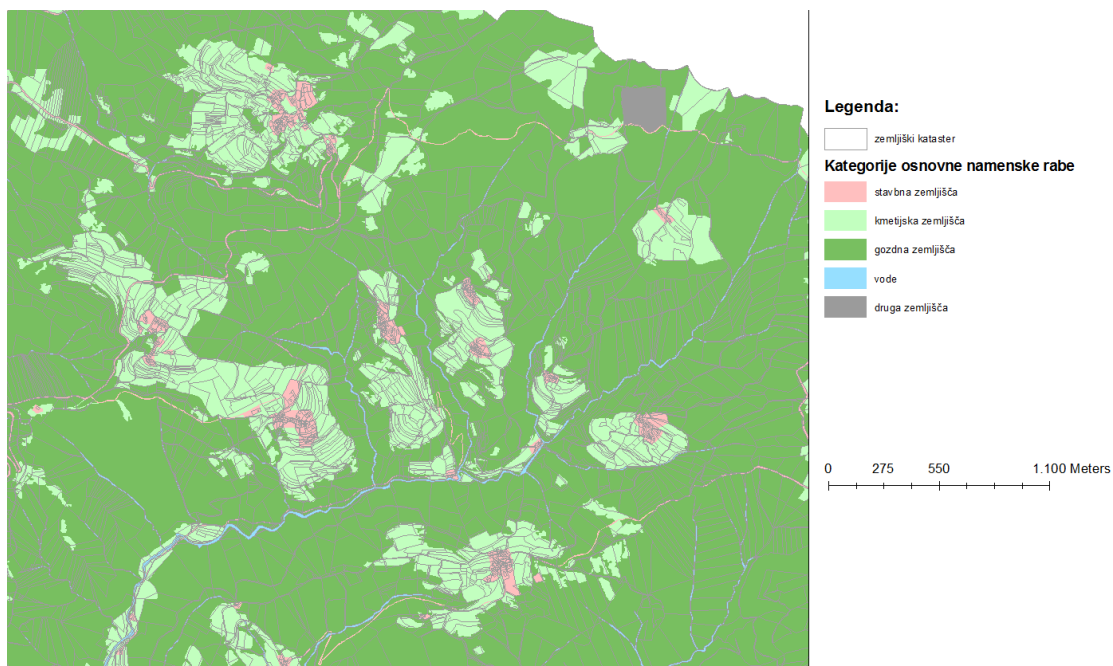 Legenda:
zemljiški kataster
Kategorije osnovne namenske rabe
stavbna zemljišča
kmetijska zemljišča
gozdna zemljišča
vode
druga zemljišča
0 275 550 1.100 Meters